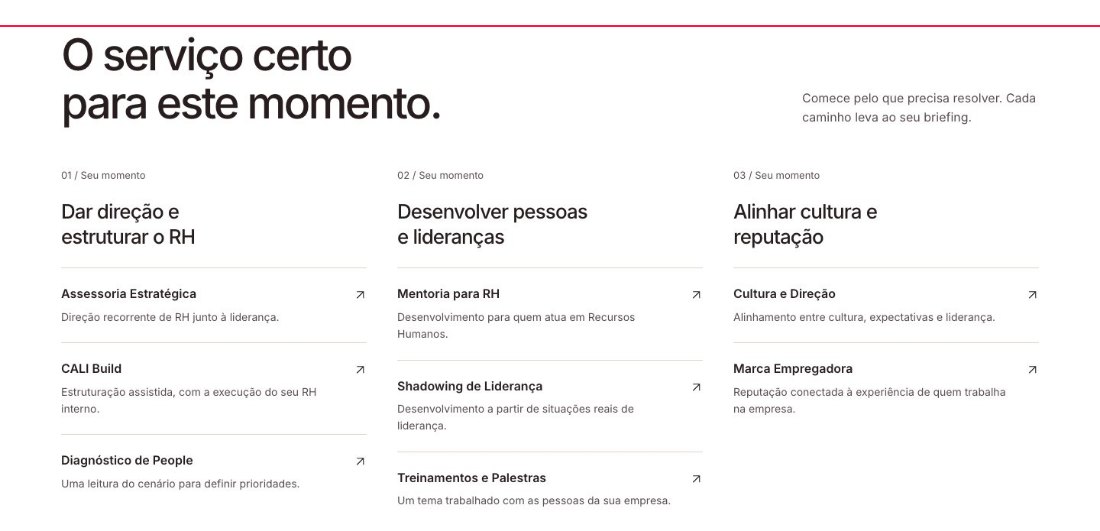 O serviço certo
para este momento.
Comece pelo que precisa resolver. Cada
caminho leva ao seu briefing.
01 / Seu momento
Dar direção e
estruturar o RH
Assessoria Estratégica
Direção recorrente de RH junto à liderança.
CALI Build
Estruturação assistida, com a execução do seu RH
interno.
Diagnóstico de People
Uma leitura do cenário para definir prioridades.
02 / Seu momento
Desenvolver pessoas
e lideranças
Mentoria para RH
Desenvolvimento para quem atua em Recursos
Humanos.
Shadowing de Liderança
Desenvolvimento a partir de situações reais de
liderança.
Treinamentos e Palestras
Um tema trabalhado com as pessoas da sua empresa.
03 / Seu momento
Alinhar cultura e
reputação
Cultura e Direção
Alinhamento entre cultura, expectativas e liderança.
Marca Empregadora
Reputação conectada à experiência de quem trabalha
na empresa.